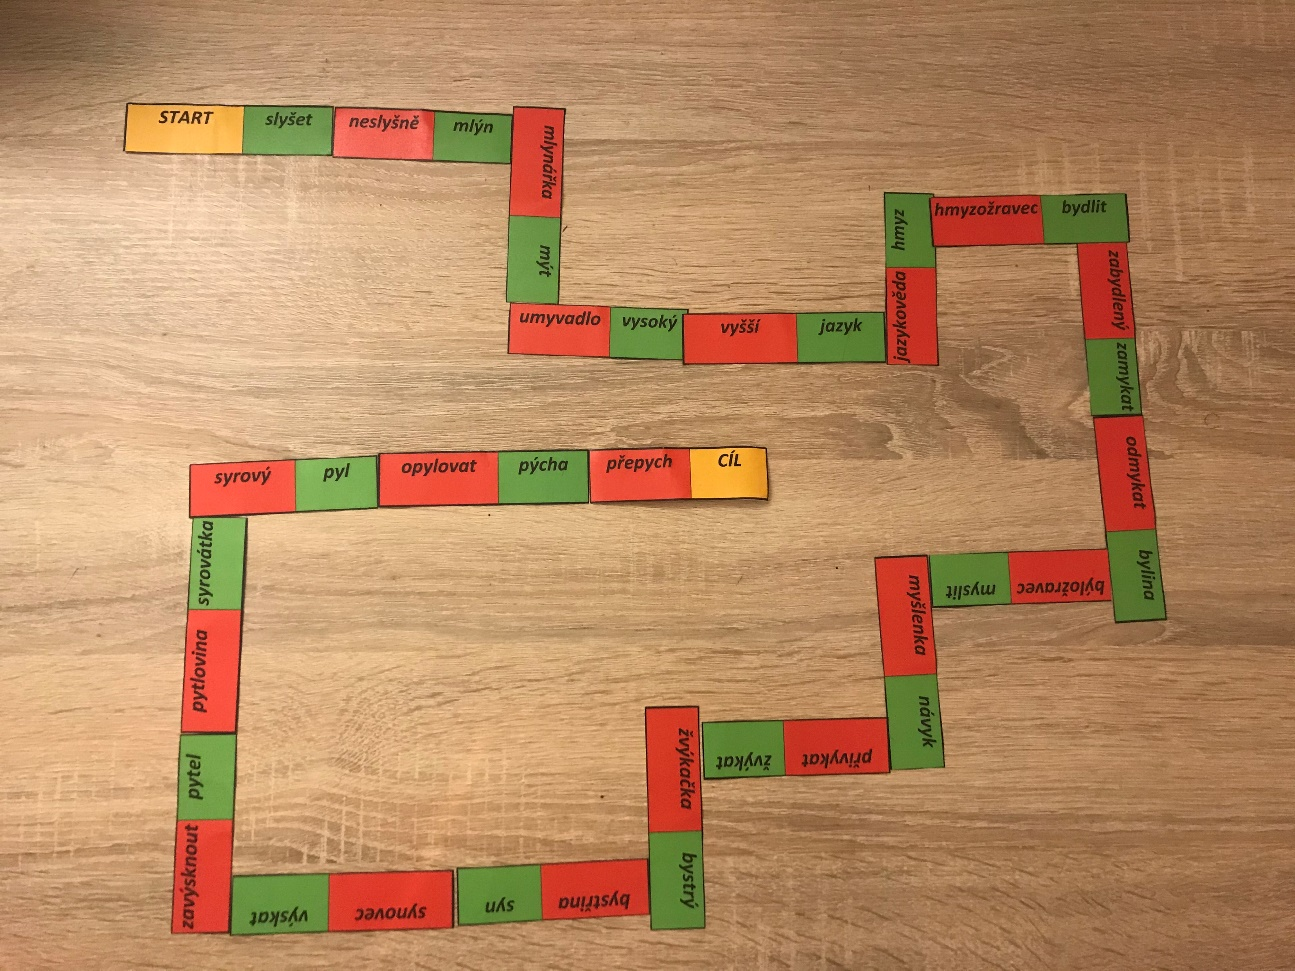 START
slyšet
neslyšně
mlýn
mlynářka
mýt
umyvadlo
vysoký
vyšší
jazyk
jazykověda
hmyz
hmyzožravec
bydlit
zabydlený
zamykat
odmykat
bylina
býložravec
myslit
myšlenka
návyk
přivykat
žvýkat
žvýkačka
bystrý
bystřina
syn
synovec
výskat
zavýsknout
pytel
pytlovina
syrovátka
syrový
pyl
opylovat
pýcha
přepych
CÍL